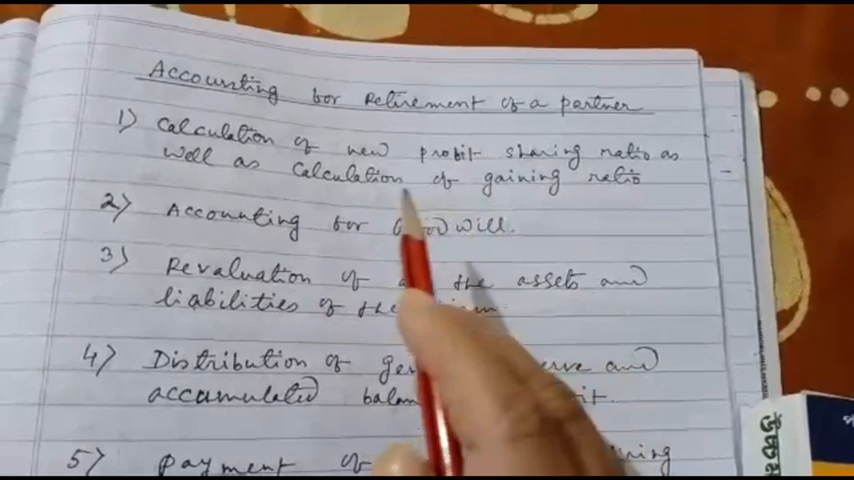 Accounting for Retirement of a partner
1) Calculation of new profit sharing ratio as
well as Calculation of gaining ratio
2) Accounting for Goodwill.
3) Revaluation of the assets and
liabilities of the
4) Distribution of and
accumulated
5) Payment of